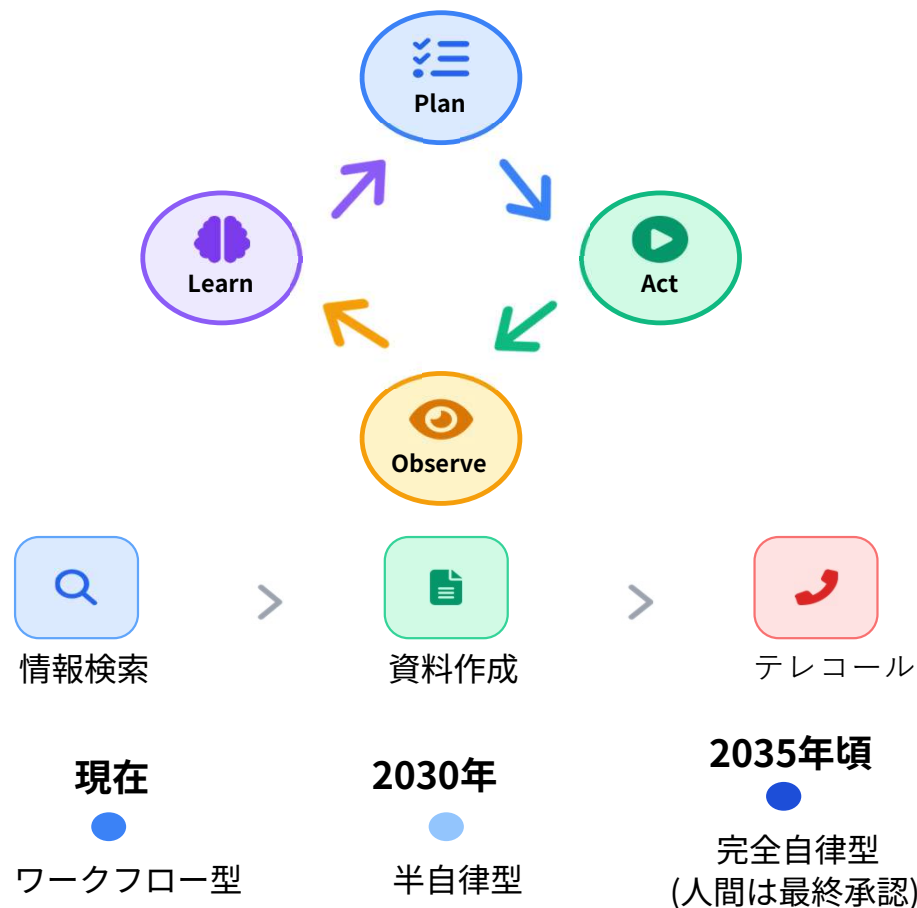 Plan
Learn
Act
Observe
情報検索
資料作成
テレコール
現在
2030年
2035年頃
ワークフロー型
半自律型
完全自律型
(人間は最終承認)